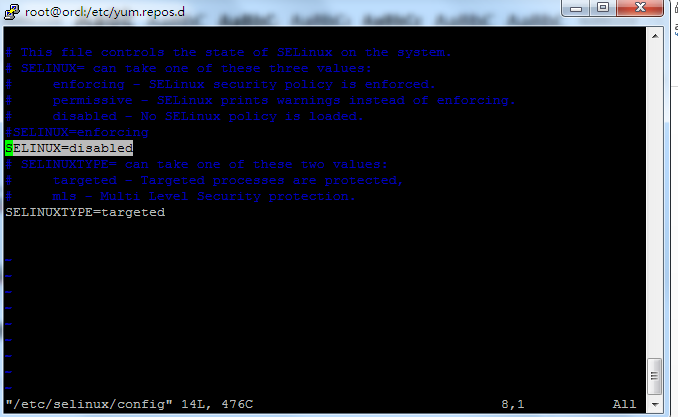 root@orcl:/etc/yum.repos.d
# This file controls the state of SELinux on the system.
# SELINUX= can take one of these three values:
#     enforcing - SELinux security policy is enforced.
#     permissive - SELinux prints warnings instead of enforcing.
#     disabled - No SELinux policy is loaded.
#SELINUX=enforcing
SELINUX=disabled
# SELINUXTYPE= can take one of these two values:
#     targeted - Targeted processes are protected,
#     mls - Multi Level Security protection.
SELINUXTYPE=targeted
~
~
~
~
~
~
~
~
~
"/etc/selinux/config" 14L, 476C 8,1 All